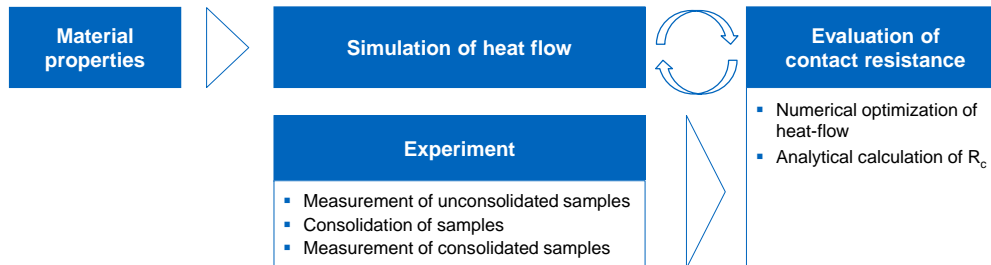 Material
properties
Simulation of heat flow
Evaluation of
contact resistance
Numerical optimization of
heat-flow
Analytical calculation of Rc
Experiment
Measurement of unconsolidated samples
Consolidation of samples
Measurement of consolidated samples